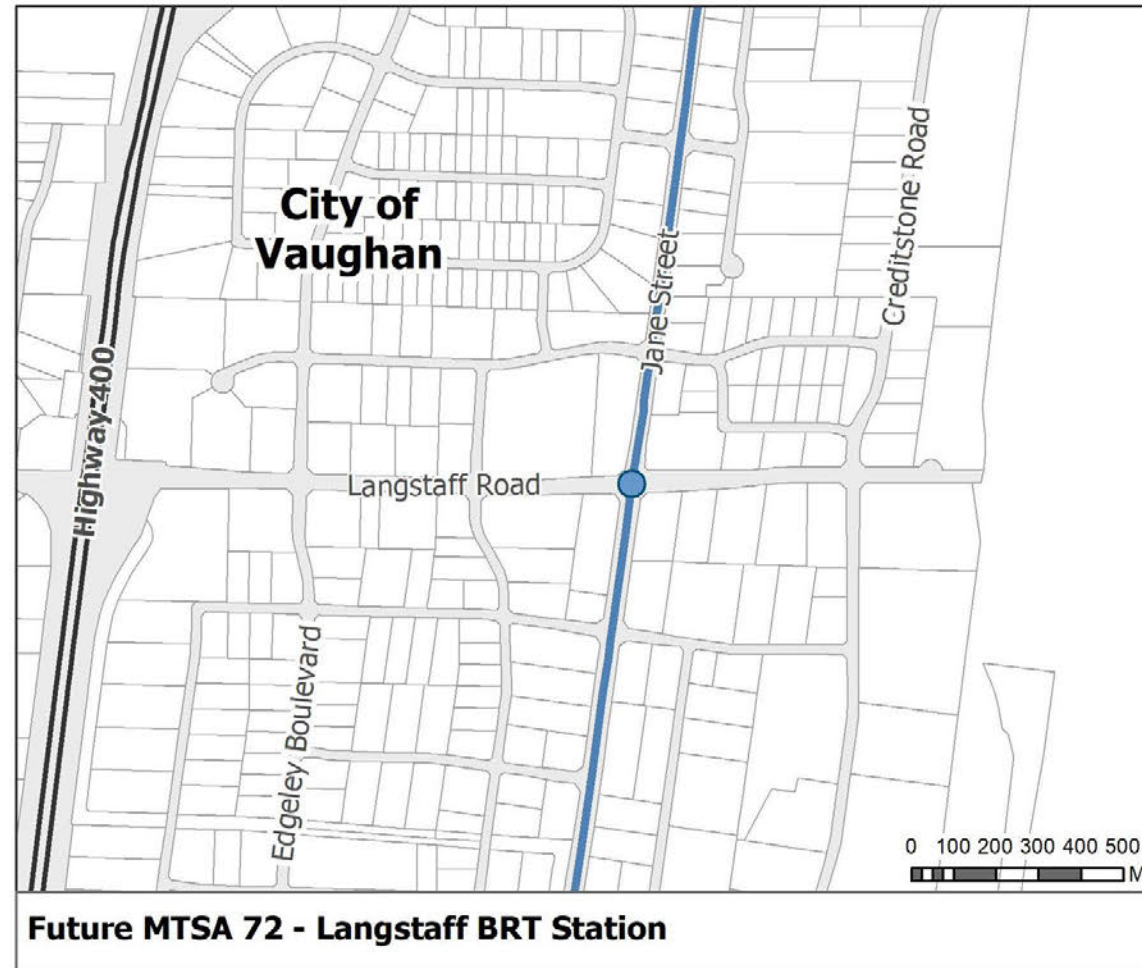 City of
Vaughan
Creditstone Road
Jane Street
Highway 400
Langstaff Road
Edgeley Boulevard
0 100 200 300 400 500
M
Future MTSA 72 - Langstaff BRT Station